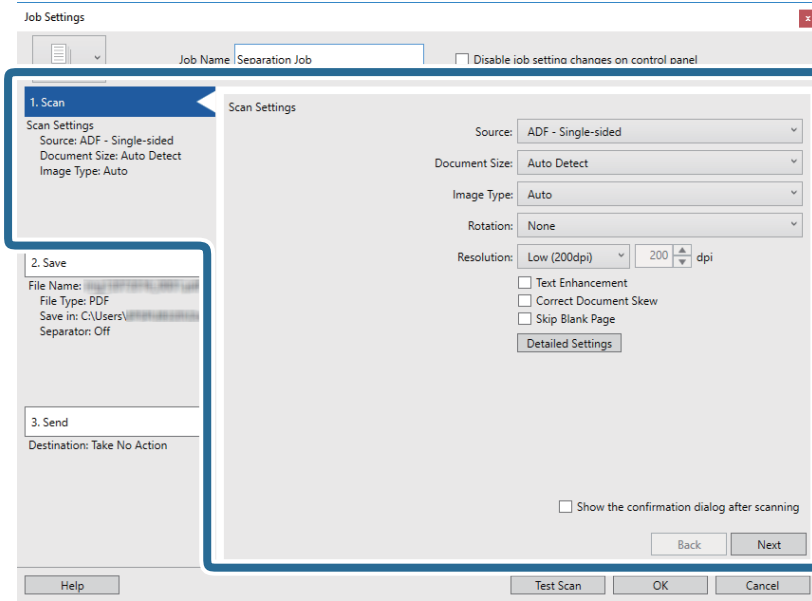 Job Settings
x
Job Name Separation Job Disable job setting changes on control panel
1. Scan
Scan Settings
Source: ADF - Single-sided
Document Size: Auto Detect
Image Type: Auto
2. Save
File Name:
File Type: PDF
Save in: C:\Users\
Separator: Off
3. Send
Destination: Take No Action
Scan Settings
Source: ADF - Single-sided
Document Size: Auto Detect
Image Type: Auto
Rotation: None
Resolution: Low (200dpi) 200 dpi
Text Enhancement
Correct Document Skew
Skip Blank Page
Detailed Settings
Show the confirmation dialog after scanning
Back Next
Help Test Scan OK Cancel